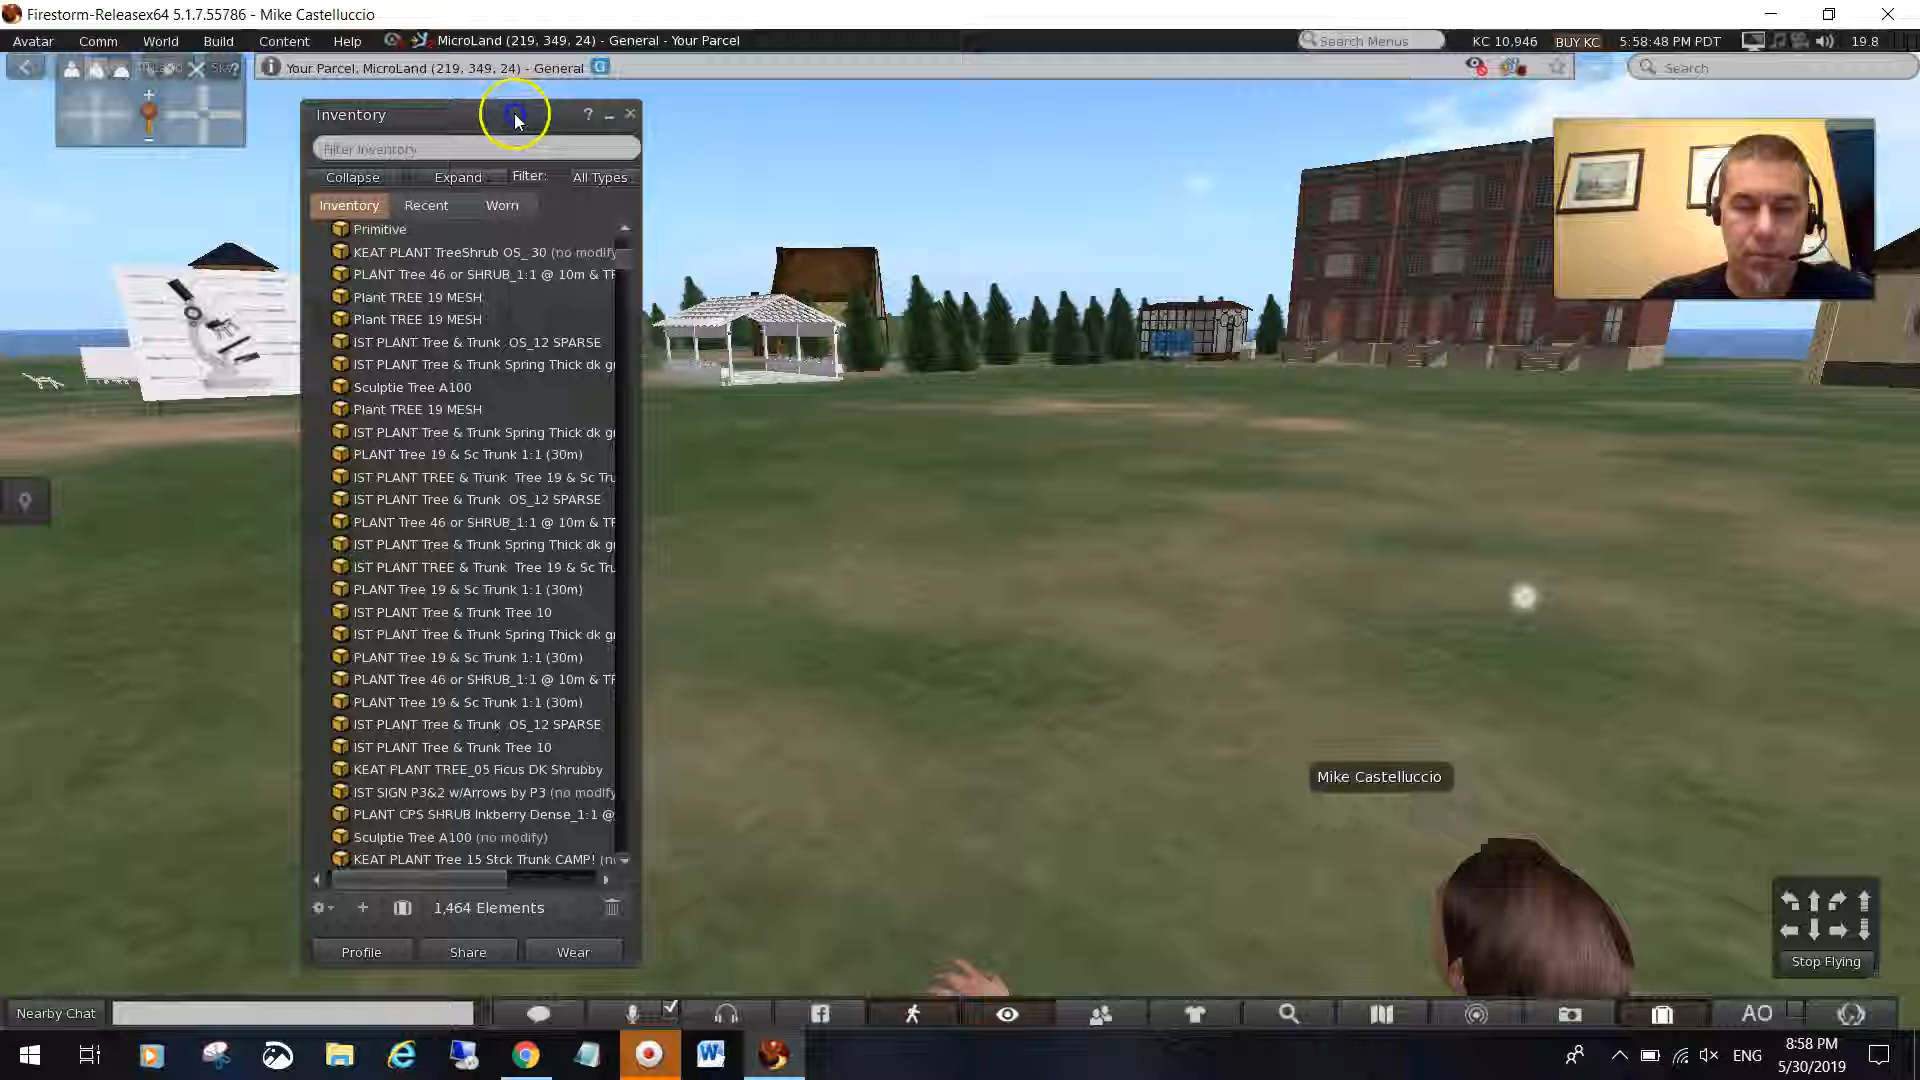 Firestorm-Releasex64 5.1.7.55786 - Mike Castelluccio
Avatar Comm World Build Content Help MicroLand (219, 349, 24) - General - Your Parcel Search Menus KC 10,946 BUY KC 5:58:48 PM PDT 19.8
Your Parcel, MicroLand (219, 349, 24) - General G Search
Inventory ?
Filter Inventory
Collapse Expand Filter: All Types
Inventory Recent Worn
Primitive
KEAT PLANT TreeShrub OS_30 (no modify
PLANT Tree 46 or SHRUB_1:1 @ 10m & TF
Plant TREE 19 MESH
Plant TREE 19 MESH
IST PLANT Tree & Trunk OS_12 SPARSE
IST PLANT Tree & Trunk Spring Thick dk gr
Sculptie Tree A100
Plant TREE 19 MESH
IST PLANT Tree & Trunk Spring Thick dk gr
PLANT Tree 19 & Sc Trunk 1:1 (30m)
IST PLANT TREE & Trunk Tree 19 & Sc Tru
IST PLANT Tree & Trunk OS_12 SPARSE
PLANT Tree 46 or SHRUB_1:1 @ 10m & TF
IST PLANT Tree & Trunk Spring Thick dk gr
IST PLANT TREE & Trunk Tree 19 & Sc Tru
PLANT Tree 19 & Sc Trunk 1:1 (30m)
IST PLANT Tree & Trunk Tree 10
IST PLANT Tree & Trunk Spring Thick dk gr
PLANT Tree 19 & Sc Trunk 1:1 (30m)
PLANT Tree 46 or SHRUB_1:1 @ 10m & TF
PLANT Tree 19 & Sc Trunk 1:1 (30m)
IST PLANT Tree & Trunk OS_12 SPARSE
IST PLANT Tree & Trunk Tree 10
KEAT PLANT TREE_05 Ficus DK Shrubby
IST SIGN P3&2 w/Arrows by P3 (no modify
PLANT CPS SHRUB Inkberry Dense_1:1 @
Sculptie Tree A100 (no modify)
KEAT PLANT Tree 15 Stck Trunk CAMP! (n
1,464 Elements
Profile Share Wear
Mike Castelluccio
Stop Flying
Nearby Chat AO
8:58 PM
ENG
5/30/2019